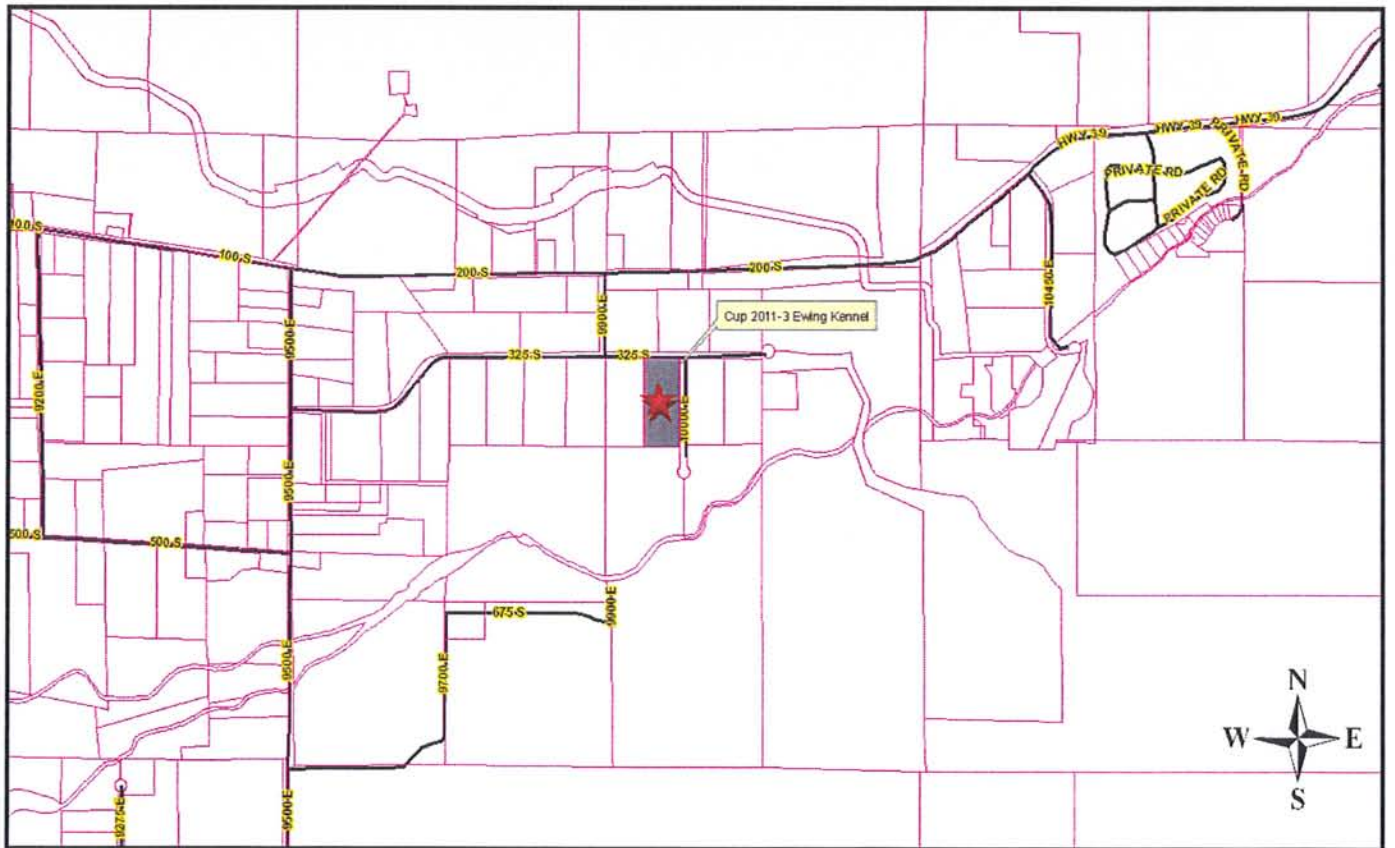 HWY 39
HWY 39
HWY 39
PRIVATE RD
PRIVATE RD
PRIVATE RD
100 S
100 S
200 S
200 S
9500 E
9900 E
10450 E
Cup 2011-3 Ewing Kennel
325 S
325 S
9200 E
10000 E
9500 E
500 S
500 S
9900 E
675 S
9500 E
9700 E
N
W
E
S
9275 E
9500 E